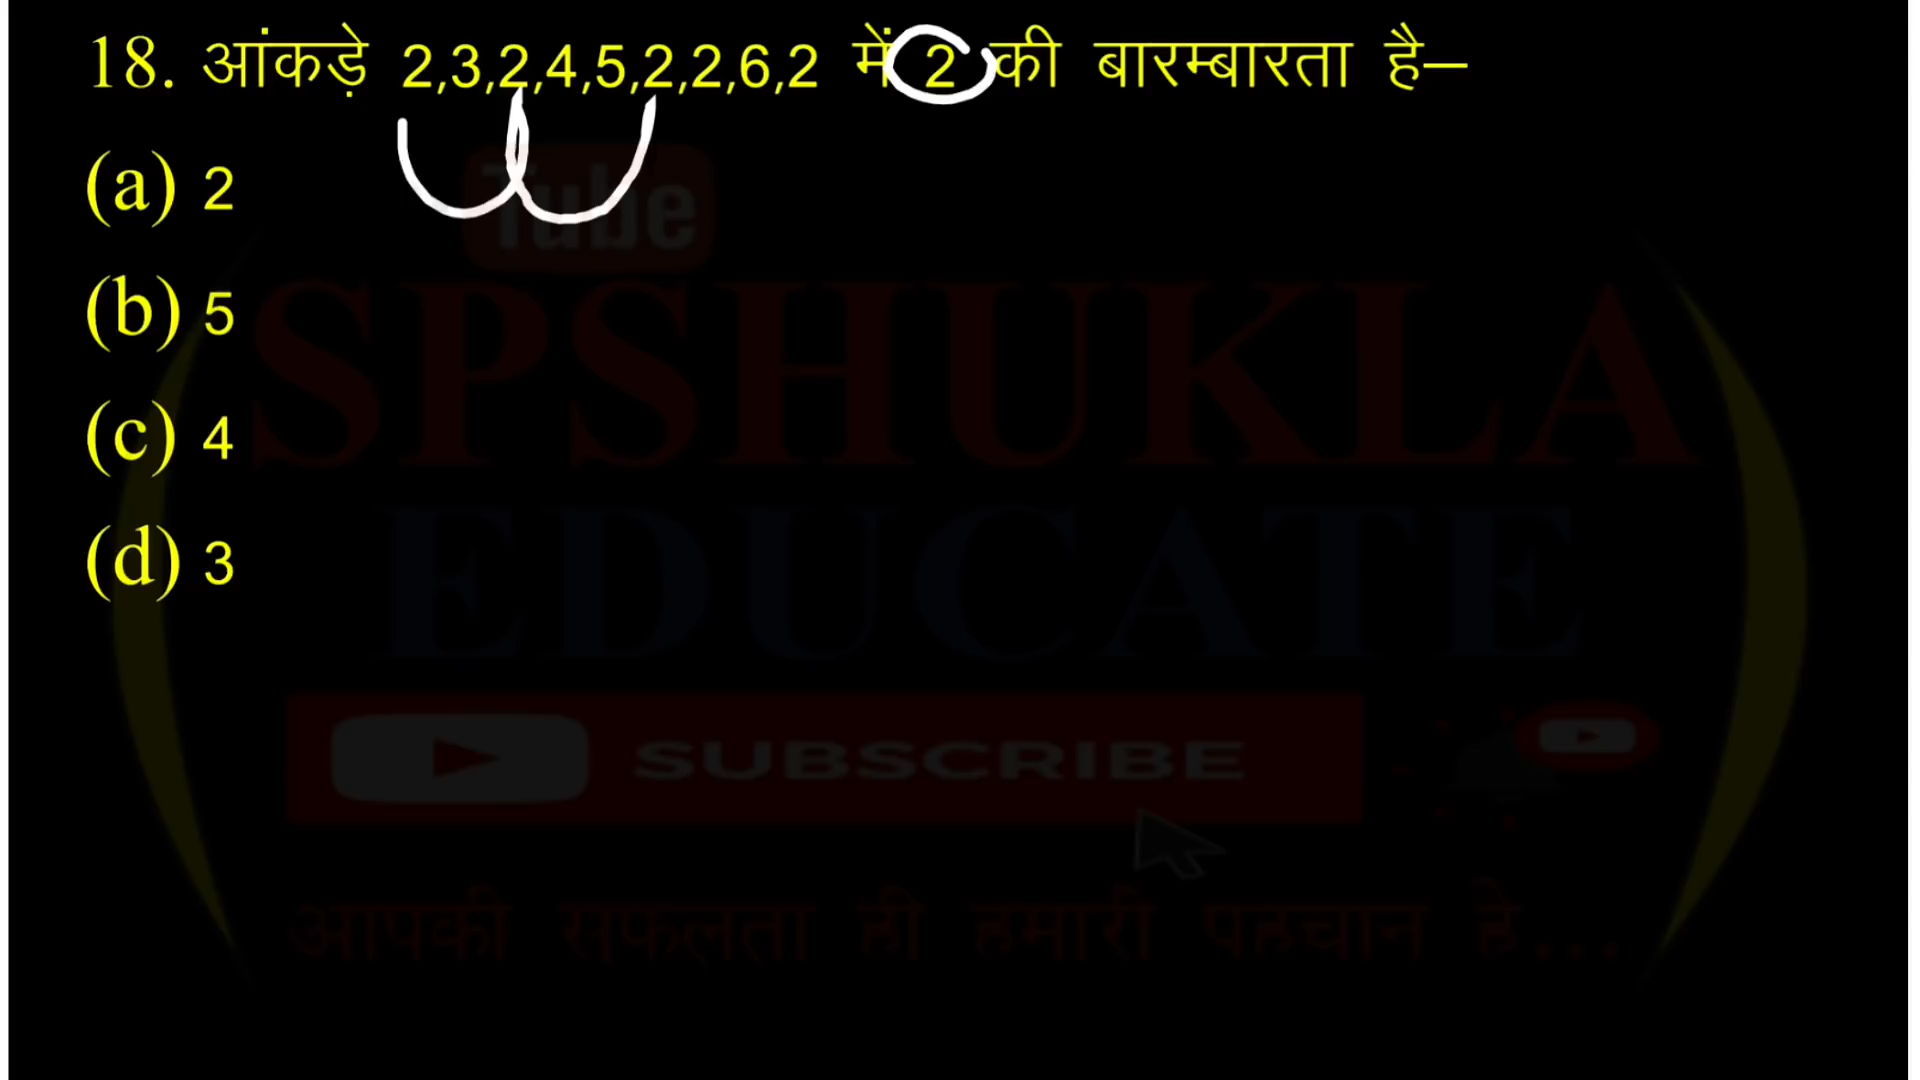 18. आंकड़े 2,3,2,4,5,2,2,6,2 में 2 की बारम्बारता है–
(a) 2
Tube
(b) 5
SPSHUKLA
(c) 4
EDUCATE
(d) 3
SUBSCRIBE
आपकी सफलता ही हमारी पहचान है...